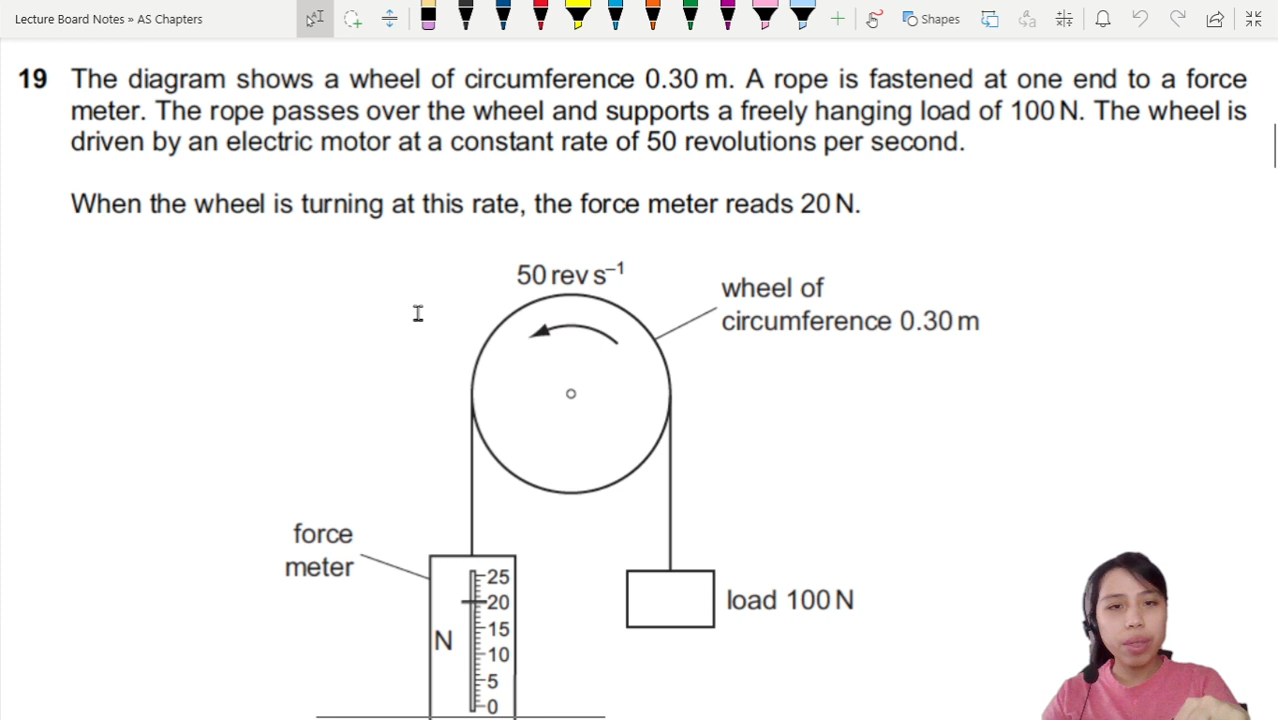 Lecture Board Notes » AS Chapters
Shapes
19 The diagram shows a wheel of circumference 0.30 m. A rope is fastened at one end to a force
meter. The rope passes over the wheel and supports a freely hanging load of 100 N. The wheel is
driven by an electric motor at a constant rate of 50 revolutions per second.
When the wheel is turning at this rate, the force meter reads 20 N.
50 rev s⁻¹
wheel of
circumference 0.30 m
force
meter
25
20
15
10
5
0
N
load 100 N